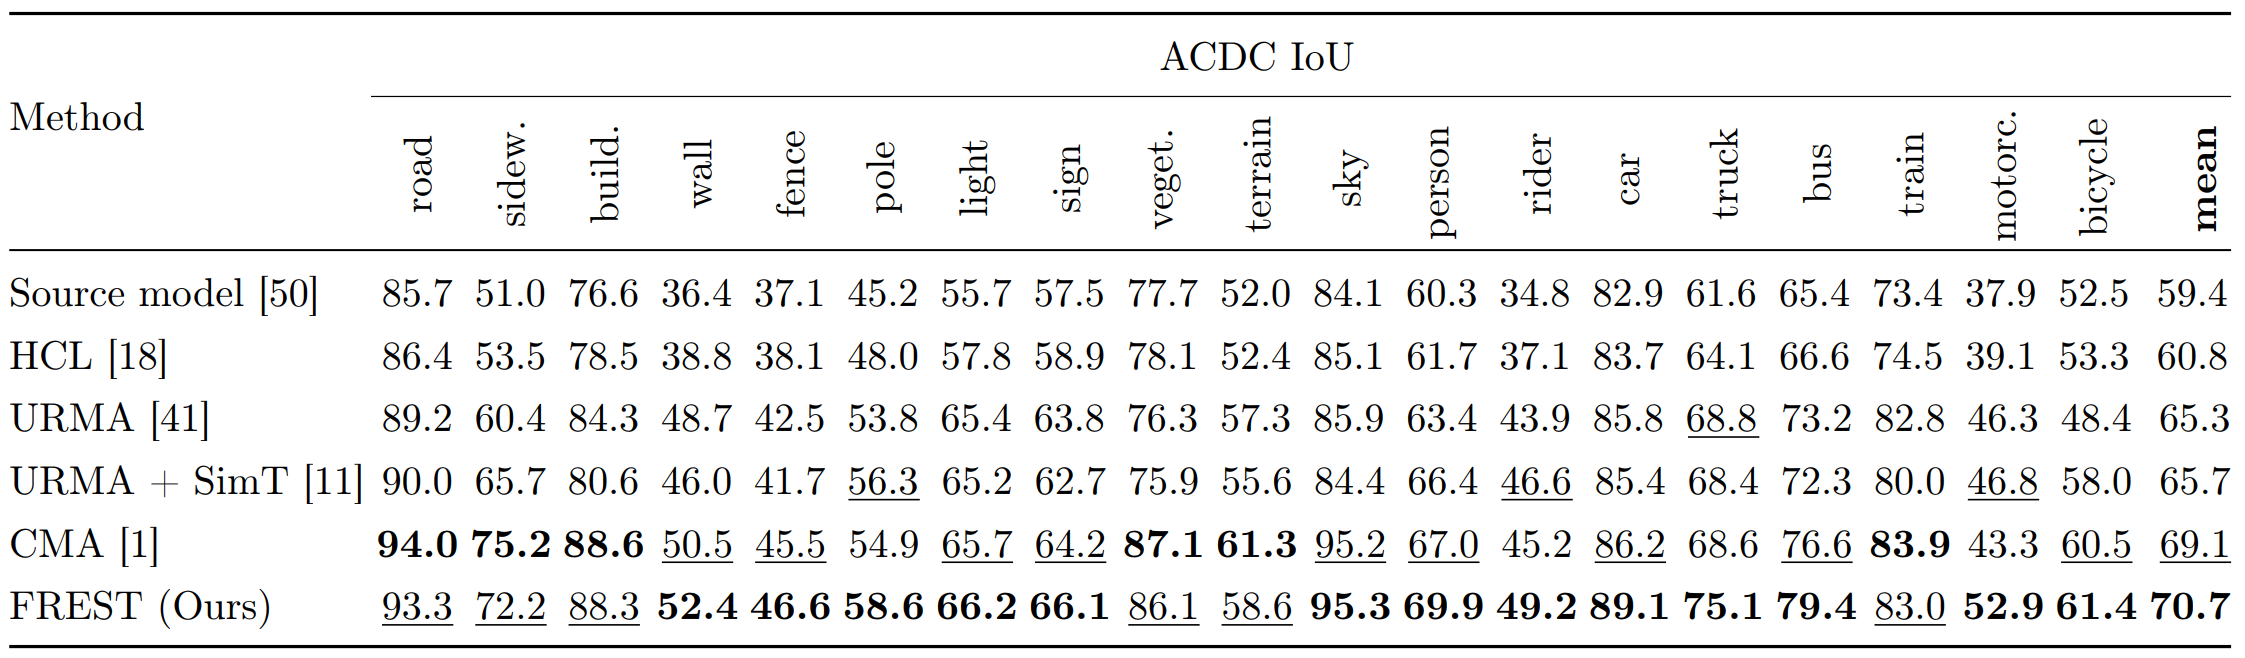 ACDC IoU
Method
road sidew. build. wall fence pole light sign veget. terrain sky person rider car truck bus train motorc. bicycle mean
Source model [50] 85.7 51.0 76.6 36.4 37.1 45.2 55.7 57.5 77.7 52.0 84.1 60.3 34.8 82.9 61.6 65.4 73.4 37.9 52.5 59.4
HCL [18] 86.4 53.5 78.5 38.8 38.1 48.0 57.8 58.9 78.1 52.4 85.1 61.7 37.1 83.7 64.1 66.6 74.5 39.1 53.3 60.8
URMA [41] 89.2 60.4 84.3 48.7 42.5 53.8 65.4 63.8 76.3 57.3 85.9 63.4 43.9 85.8 68.8 73.2 82.8 46.3 48.4 65.3
URMA + SimT [11] 90.0 65.7 80.6 46.0 41.7 56.3 65.2 62.7 75.9 55.6 84.4 66.4 46.6 85.4 68.4 72.3 80.0 46.8 58.0 65.7
CMA [1] 94.0 75.2 88.6 50.5 45.5 54.9 65.7 64.2 87.1 61.3 95.2 67.0 45.2 86.2 68.6 76.6 83.9 43.3 60.5 69.1
FREST (Ours) 93.3 72.2 88.3 52.4 46.6 58.6 66.2 66.1 86.1 58.6 95.3 69.9 49.2 89.1 75.1 79.4 83.0 52.9 61.4 70.7